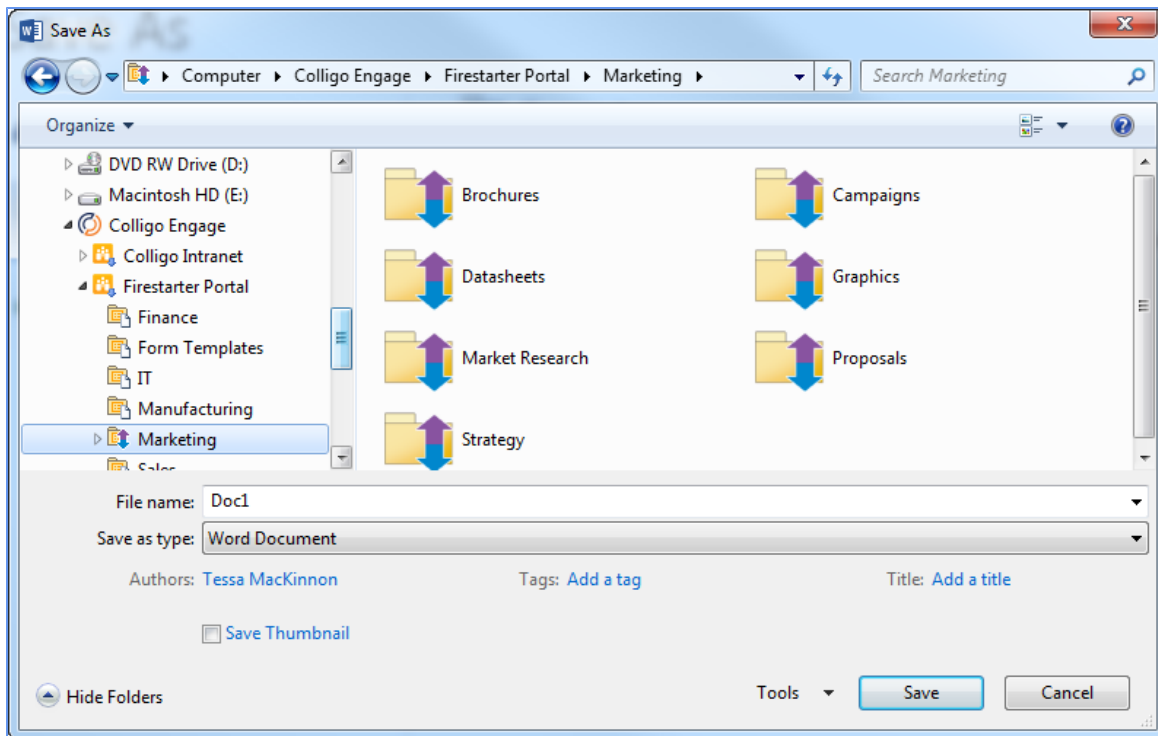 Save As
Computer Colligo Engage Firestarter Portal Marketing Search Marketing
Organize
DVD RW Drive (D:)
Macintosh HD (E:)
Colligo Engage
Colligo Intranet
Firestarter Portal
Finance
Form Templates
IT
Manufacturing
Marketing
Sales
Brochures Campaigns
Datasheets Graphics
Market Research Proposals
Strategy
File name: Doc1
Save as type: Word Document
Authors: Tessa MacKinnon Tags: Add a tag Title: Add a title
Save Thumbnail
Hide Folders Tools Save Cancel